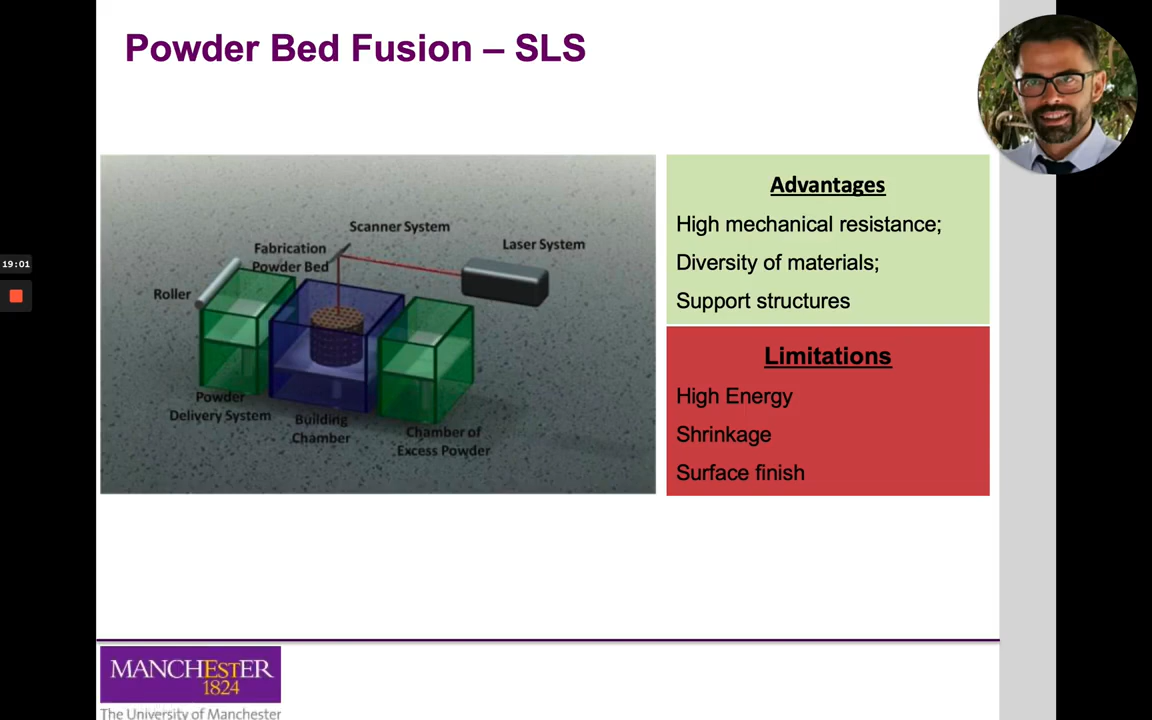 Powder Bed Fusion – SLS
19:01
Scanner System
Laser System
Fabrication
Powder Bed
Roller
Powder
Delivery System
Building
Chamber
Chamber of
Excess Powder
Advantages
High mechanical resistance;
Diversity of materials;
Support structures
Limitations
High Energy
Shrinkage
Surface finish
MANCHESTER
1824
The University of Manchester